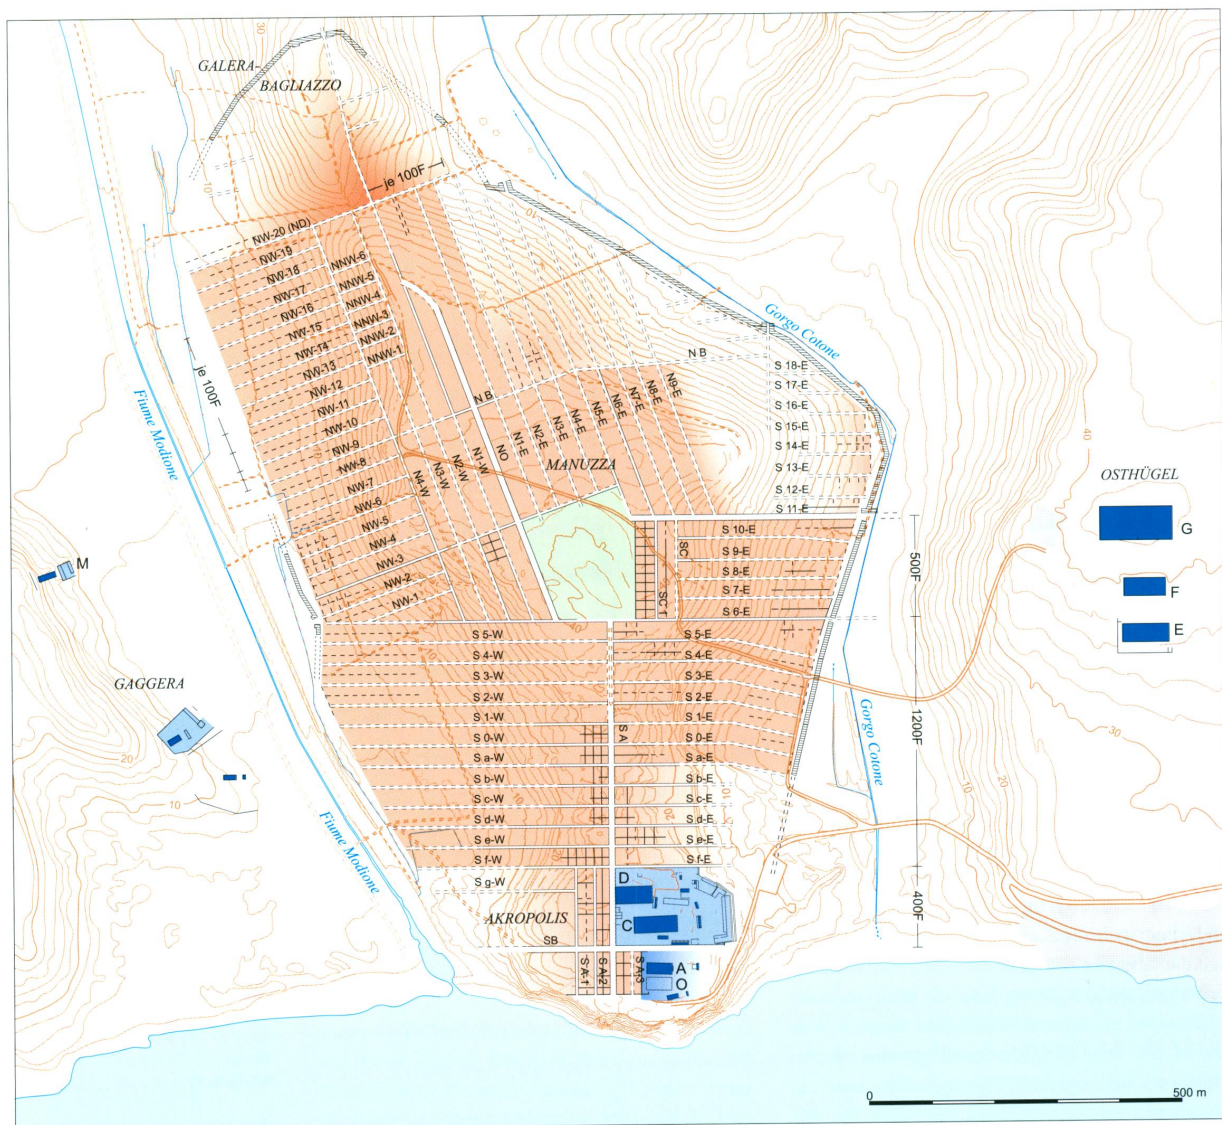 30
GALERA-
BAGLIAZZO
10
je 100F
10
NW-20 (ND)
NW-19
NW-18
NW-17
NW-16
NW-15
NW-14
NW-13
NW-12
NW-11
NW-10
NW-9
NW-8
NW-7
NW-6
NW-5
NW-4
NW-3
NW-2
NW-1
NNW-6
NNW-5
NNW-4
NNW-3
NNW-2
NNW-1
je 100F
Fiume Modione
Gorgo Cotone
N B
N B
N4-W
N3-W
N2-W
N1-W
NO
N1-E
N2-E
N3-E
N4-E
N5-E
N6-E
N7-E
N8-E
N9-E
MANUZZA
S 18-E
S 17-E
S 16-E
S 15-E
S 14-E
S 13-E
S 12-E
S 11-E
S 10-E
S 9-E
S 8-E
S 7-E
S 6-E
SC
SC 1
40
OSTHÜGEL
G
F
E
500F
M
GAGGERA
20
10
S 5-W
S 4-W
S 3-W
S 2-W
S 1-W
S 0-W
S a-W
S b-W
S c-W
S d-W
S e-W
S f-W
S g-W
S A
S 5-E
S 4-E
S 3-E
S 2-E
S 1-E
S 0-E
S a-E
S b-E
S c-E
S d-E
S e-E
S f-E
10
20
1200F
Gorgo Cotone
30
20
10
Fiume Modione
400F
D
C
AKROPOLIS
SB
S A-1
S A-2
S A-3
A
O
0
500 m